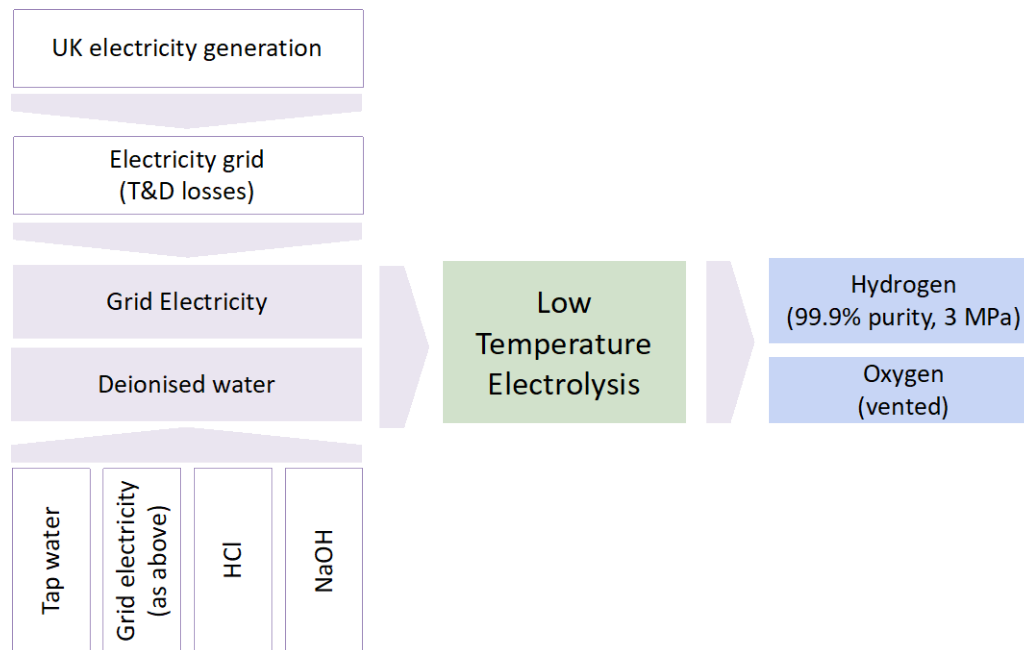 UK electricity generation
Electricity grid
(T&D losses)
Grid Electricity
Deionised water
Low
Temperature
Electrolysis
Hydrogen
(99.9% purity, 3 MPa)
Oxygen
(vented)
Tap water
Grid electricity
(as above)
HCl
NaOH